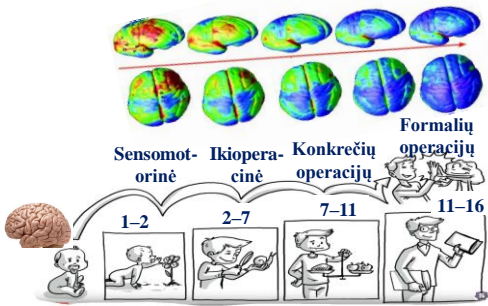 Sensomot-
orinė
Ikiopera-
cinė
Konkrečių
operacijų
Formalių
operacijų
1–2
2–7
7–11
11–16